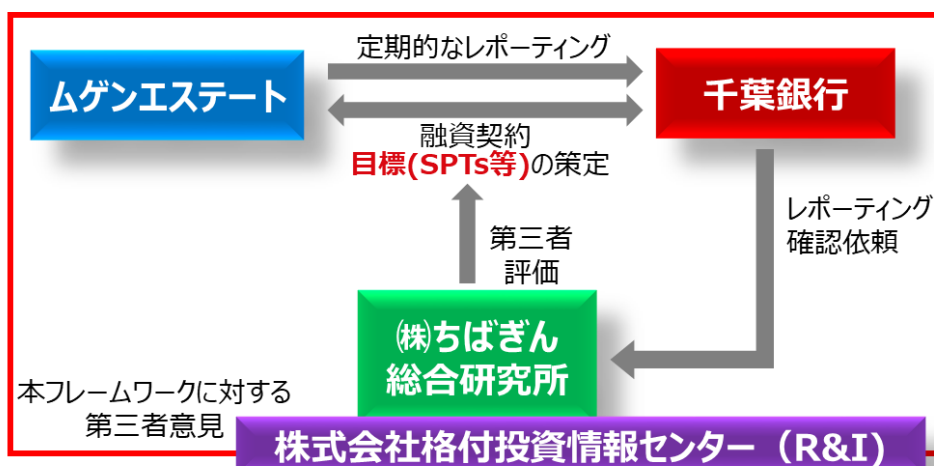 定期的なレポーティング
ムゲンエステート
千葉銀行
融資契約
目標(SPTs等)の策定
レポーティング
確認依頼
第三者
評価
㈱ちばぎん
総合研究所
本フレームワークに対する
第三者意見
株式会社格付投資情報センター（R&I）